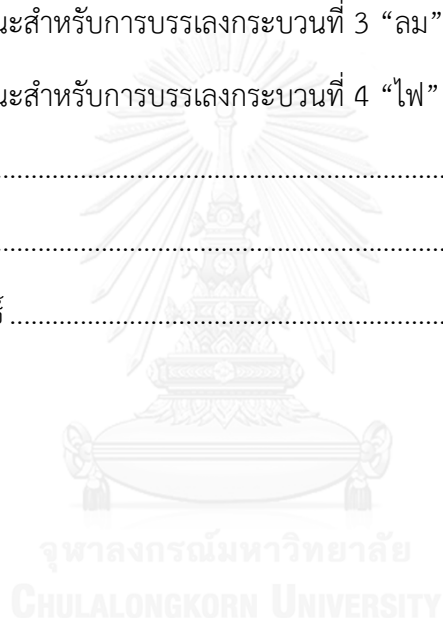 นะสำหรับการบรรเลงกระบวนที่ 3 “ลม”
นะสำหรับการบรรเลงกระบวนที่ 4 “ไฟ”
................................................................
................................................................
์ ................................................................
จุฬาลงกรณ์มหาวิทยาลัย
CHULALONGKORN UNIVERSITY